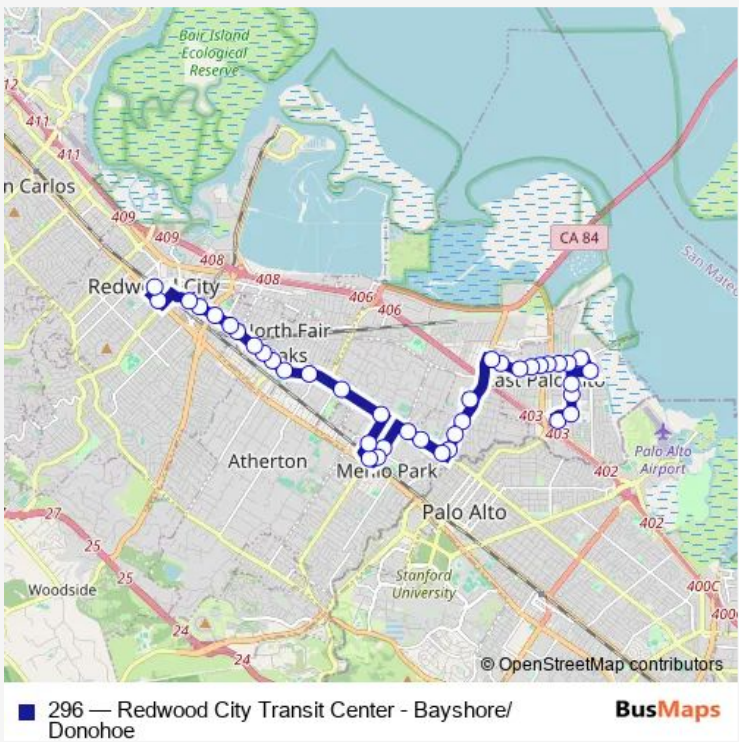 Bair Island
Ecological
Reserve
12
411
411
n Carlos
409
409
408
408
CA 84
San Mateo
Redwood City
406
406
North Fair
Oaks
East Palo Alto
403
403
Palo Alto
Airport
Atherton
Menlo Park
402
402
27
25
25
Palo Alto
Woodside
Stanford
University
400C
400
24
24
© OpenStreetMap contributors
296 — Redwood City Transit Center - Bayshore/
Donohoe
BusMaps